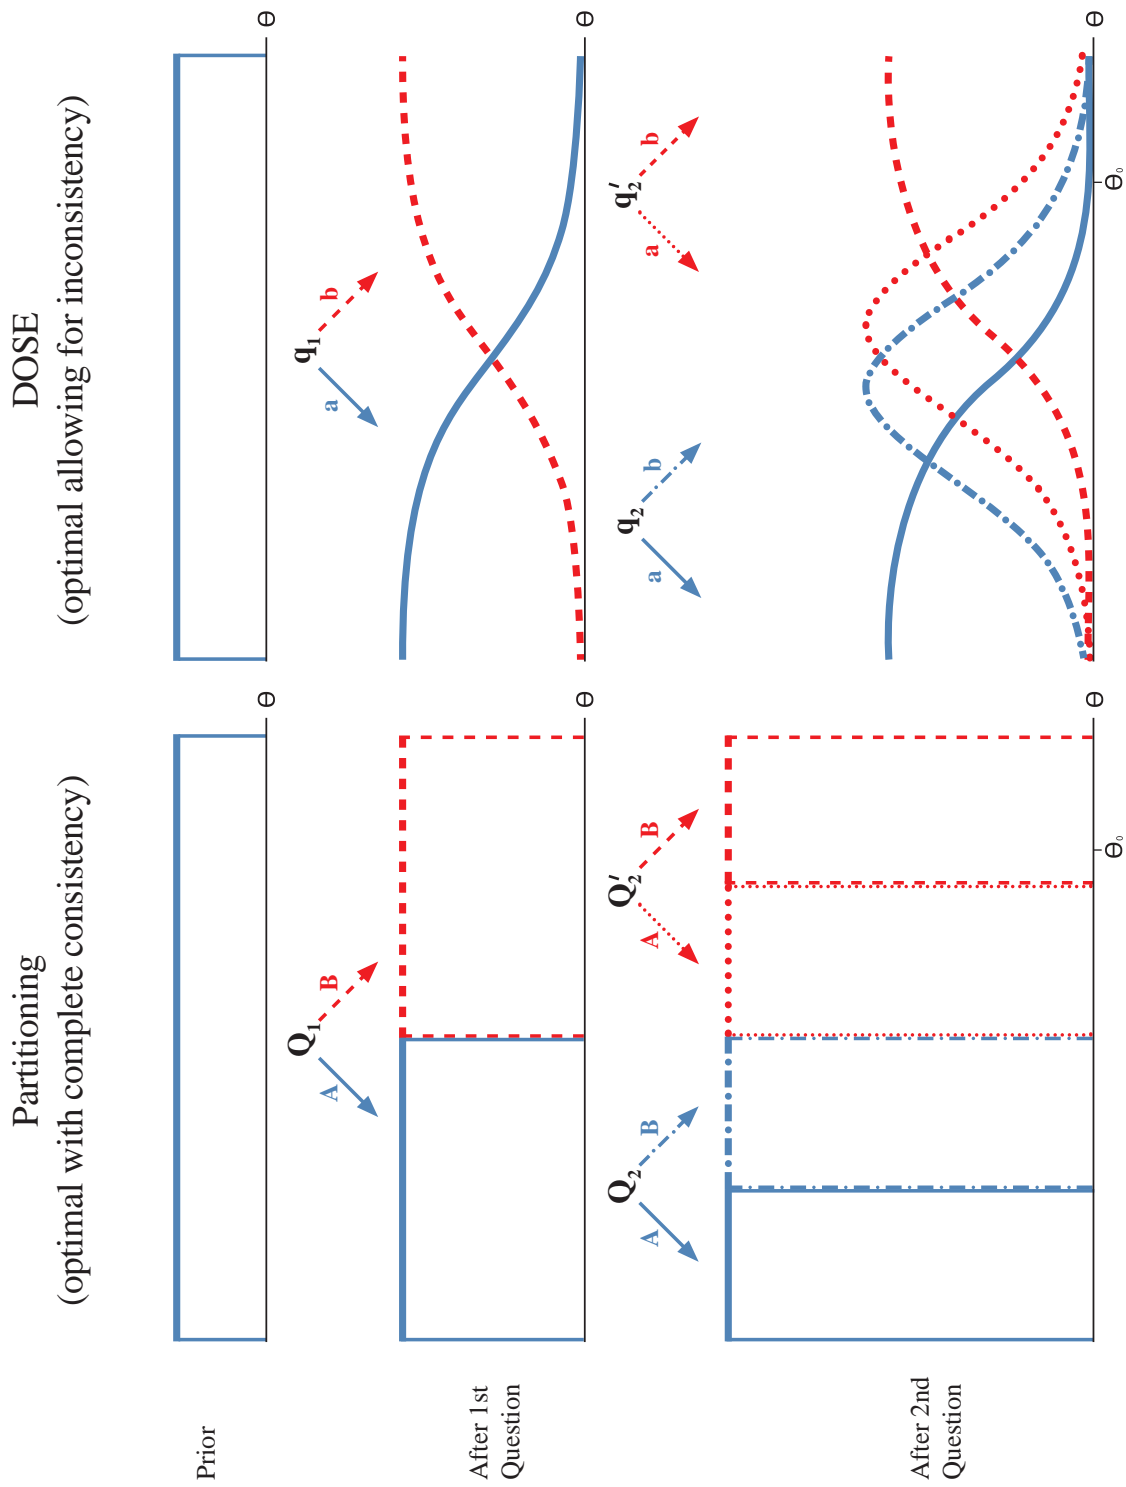 Partitioning
(optimal with complete consistency)
DOSE
(optimal allowing for inconsistency)
Prior
Θ
Θ
Q1
A
B
q1
a
b
After 1st
Question
Θ
Θ
Q2
A
B
Q2′
A
B
q2
a
b
q2′
a
b
After 2nd
Question
Θ
Θ
Θ0
Θ0